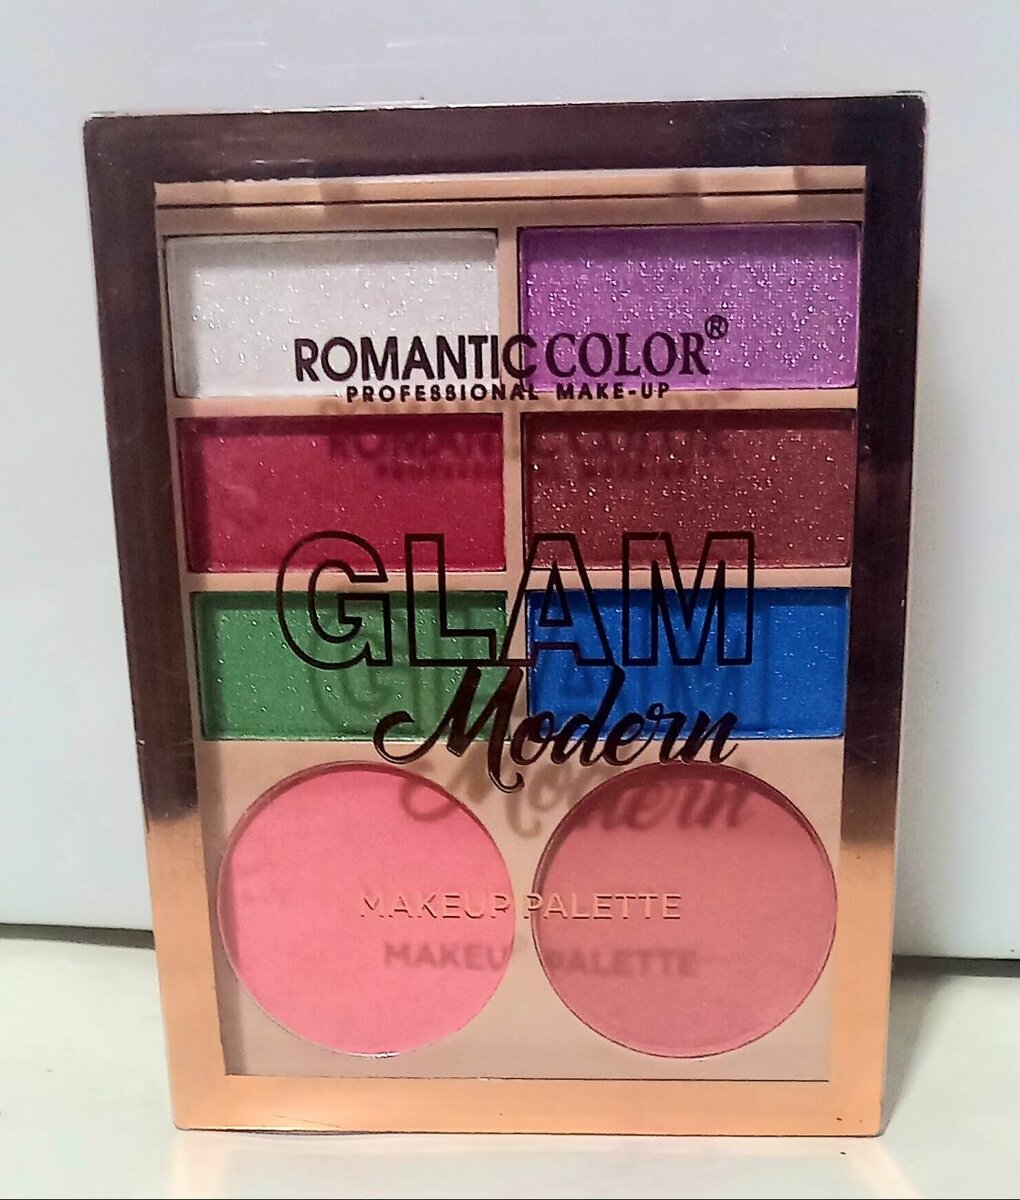 ROMANTIC COLOR®
PROFESSIONAL MAKE-UP
GLAM
Modern
MAKEUP PALETTE